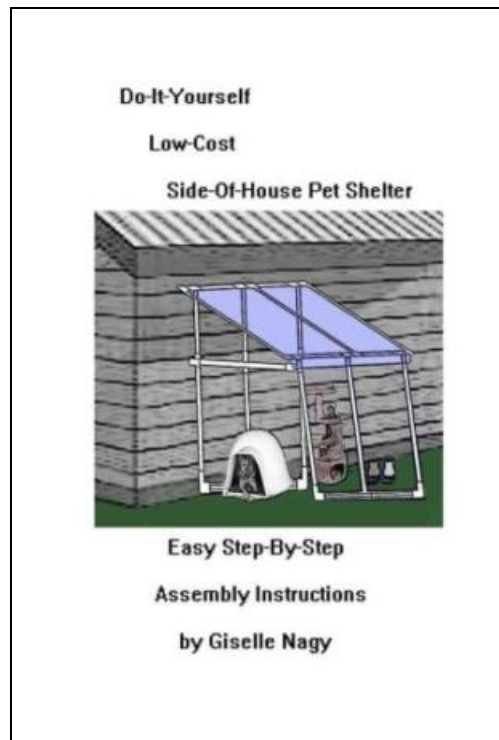 Do-It-Yourself
Low-Cost
Side-Of-House Pet Shelter
Easy Step-By-Step
Assembly Instructions
by Giselle Nagy